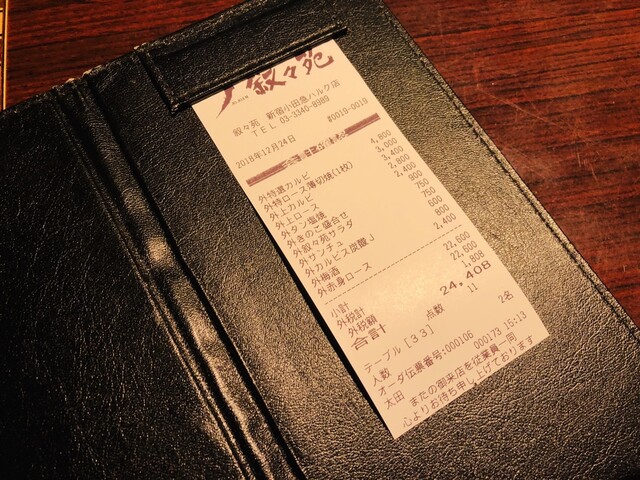 叙々苑
叙々苑 新宿小田急ハルク店
TEL 03-3340-8989
2018年12月24日 #0019-0019
外特選カルビ 4,800
外特ロース薄切焼(1枚) 3,000
外上カルビ 3,400
外上ロース 2,800
外タン塩焼 2,400
外きのこ盛合せ 900
外叙々苑サラダ 750
外サンチュ 750
外カルピス炭酸J 600
外梅酒 800
外赤身ロース 2,400
小計 22,600
外税計 22,600
外税額 1,808
合計 24,408
点数 11
テーブル[33]
人数 2名
オーダ伝票番号:000106
太田 000173 15:13
またの御来店を従業員一同
心よりお待ち申し上げております